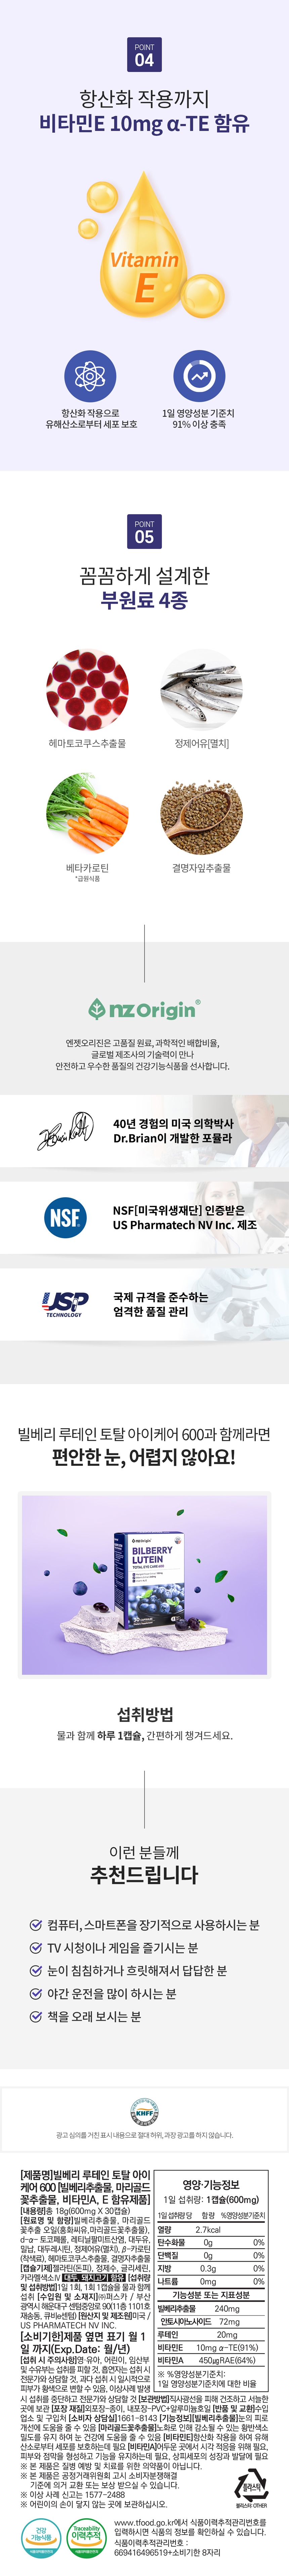 POINT
04
항산화 작용까지
비타민E 10mg α-TE 함유
Vitamin
E
항산화 작용으로
유해산소로부터 세포 보호
1일 영양성분 기준치
91% 이상 충족
POINT
05
꼼꼼하게 설계한
부원료 4종
헤마토코쿠스추출물
정제어유[멸치]
베타카로틴
*급원식품
결명자잎추출물
nzOrigin®
엔젯오리진은 고품질 원료, 과학적인 배합비율,
글로벌 제조사의 기술력이 만나
안전하고 우수한 품질의 건강기능식품을 선사합니다.
40년 경험의 미국 의학박사
Dr.Brian이 개발한 포뮬라
NSF
NSF[미국위생재단] 인증받은
US Pharmatech NV Inc. 제조
USP
TECHNOLOGY
국제 규격을 준수하는
엄격한 품질 관리
빌베리 루테인 토탈 아이케어 600과 함께라면
편안한 눈, 어렵지 않아요!
nzOrigin
BILBERRY
LUTEIN
TOTAL EYE CARE 600
섭취방법
물과 함께 하루 1캡슐, 간편하게 챙겨드세요.
이런 분들께
추천드립니다
컴퓨터, 스마트폰을 장기적으로 사용하시는 분
TV 시청이나 게임을 즐기시는 분
눈이 침침하거나 흐릿해져서 답답한 분
야간 운전을 많이 하시는 분
책을 오래 보시는 분
KHFF
광고 심의를 거친 표시 내용으로 절대 허위, 과장 광고를 하지 않습니다.
[제품명]빌베리 루테인 토탈 아이
케어 600 [빌베리추출물, 마리골드
꽃추출물, 비타민A, E 함유제품]
[내용량]총 18g(600mg X 30캡슐)
[원료명 및 함량]빌베리추출물, 마리골드
꽃추출 오일(홍화씨유,마리골드꽃추출물),
d-α-토코페롤, 레티닐팔미트산염, 대두유,
밀납, 대두레시틴, 정제어유(멸치), β-카로틴
(착색료), 헤마토코쿠스추출물, 결명자추출물
[캡슐기제]젤라틴(돈피), 정제수, 글리세린,
카라멜색소IV 대두, 돼지고기 함유 [섭취량
및 섭취방법]1일 1회, 1회 1캡슐을 물과 함께
섭취 [수입원 및 소재지]㈜피스카 / 부산
광역시 해운대구 센텀중앙로 90(11층 1101호
재송동, 큐비e센텀) [원산지 및 제조원]미국 /
US PHARMATECH NV INC.
[소비기한]제품 옆면 표기 월 1
일 까지(Exp.Date: 월/년)
[섭취 시 주의사항]영·유아, 어린이, 임산부
및 수유부는 섭취를 피할 것, 흡연자는 섭취 시
전문가와 상담할 것, 과다 섭취 시 일시적으로
피부가 황색으로 변할 수 있음, 이상사례 발생
시 섭취를 중단하고 전문가와 상담할 것 [보관방법]직사광선을 피해 건조하고 서늘한
곳에 보관 [포장 재질]외포장-종이, 내포장-PVC+알루미늄호일 [반품 및 교환]수입
업소 및 구입처 [소비자 상담실]1661-8143 [기능정보][빌베리추출물]눈의 피로
개선에 도움을 줄 수 있음 [마리골드꽃추출물]노화로 인해 감소될 수 있는 황반색소
밀도를 유지 하여 눈 건강에 도움을 줄 수 있음 [비타민E]항산화 작용을 하여 유해
산소로부터 세포를 보호하는데 필요 [비타민A]어두운 곳에서 시각 적응을 위해 필요,
피부와 점막을 형성하고 기능을 유지하는데 필요, 상피세포의 성장과 발달에 필요
※ 본 제품은 질병 예방 및 치료를 위한 의약품이 아닙니다.
※ 본 제품은 공정거래위원회 고시 소비자분쟁해결
기준에 의거 교환 또는 보상 받으실 수 있습니다.
※ 이상 사례 신고는 1577-2488
※ 어린이의 손이 닿지 않는 곳에 보관하십시오.
영양·기능정보
1일 섭취량: 1캡슐(600mg)
1일 섭취량 당 함 량 %영양성분기준치
열량 2.7kcal
탄수화물 0g 0%
단백질 0g 0%
지방 0.3g 0%
나트륨 0mg 0%
기능성분 또는 지표성분
빌베리추출물 240mg
안토시아노사이드 72mg
루테인 20mg
비타민E 10mg α-TE(91%)
비타민A 450㎍RAE(64%)
※ %영양성분기준치:
1일 영양성분기준치에 대한 비율
플라스틱
블리스터 OTHER
건강
기능식품
식품의약품안전처
Traceability
이력추적
식품의약품안전처
www.tfood.go.kr에서 식품이력추적관리번호를
입력하시면 식품의 정보를 확인하실 수 있습니다.
식품이력추적관리번호 :
669416496519+소비기한 8자리